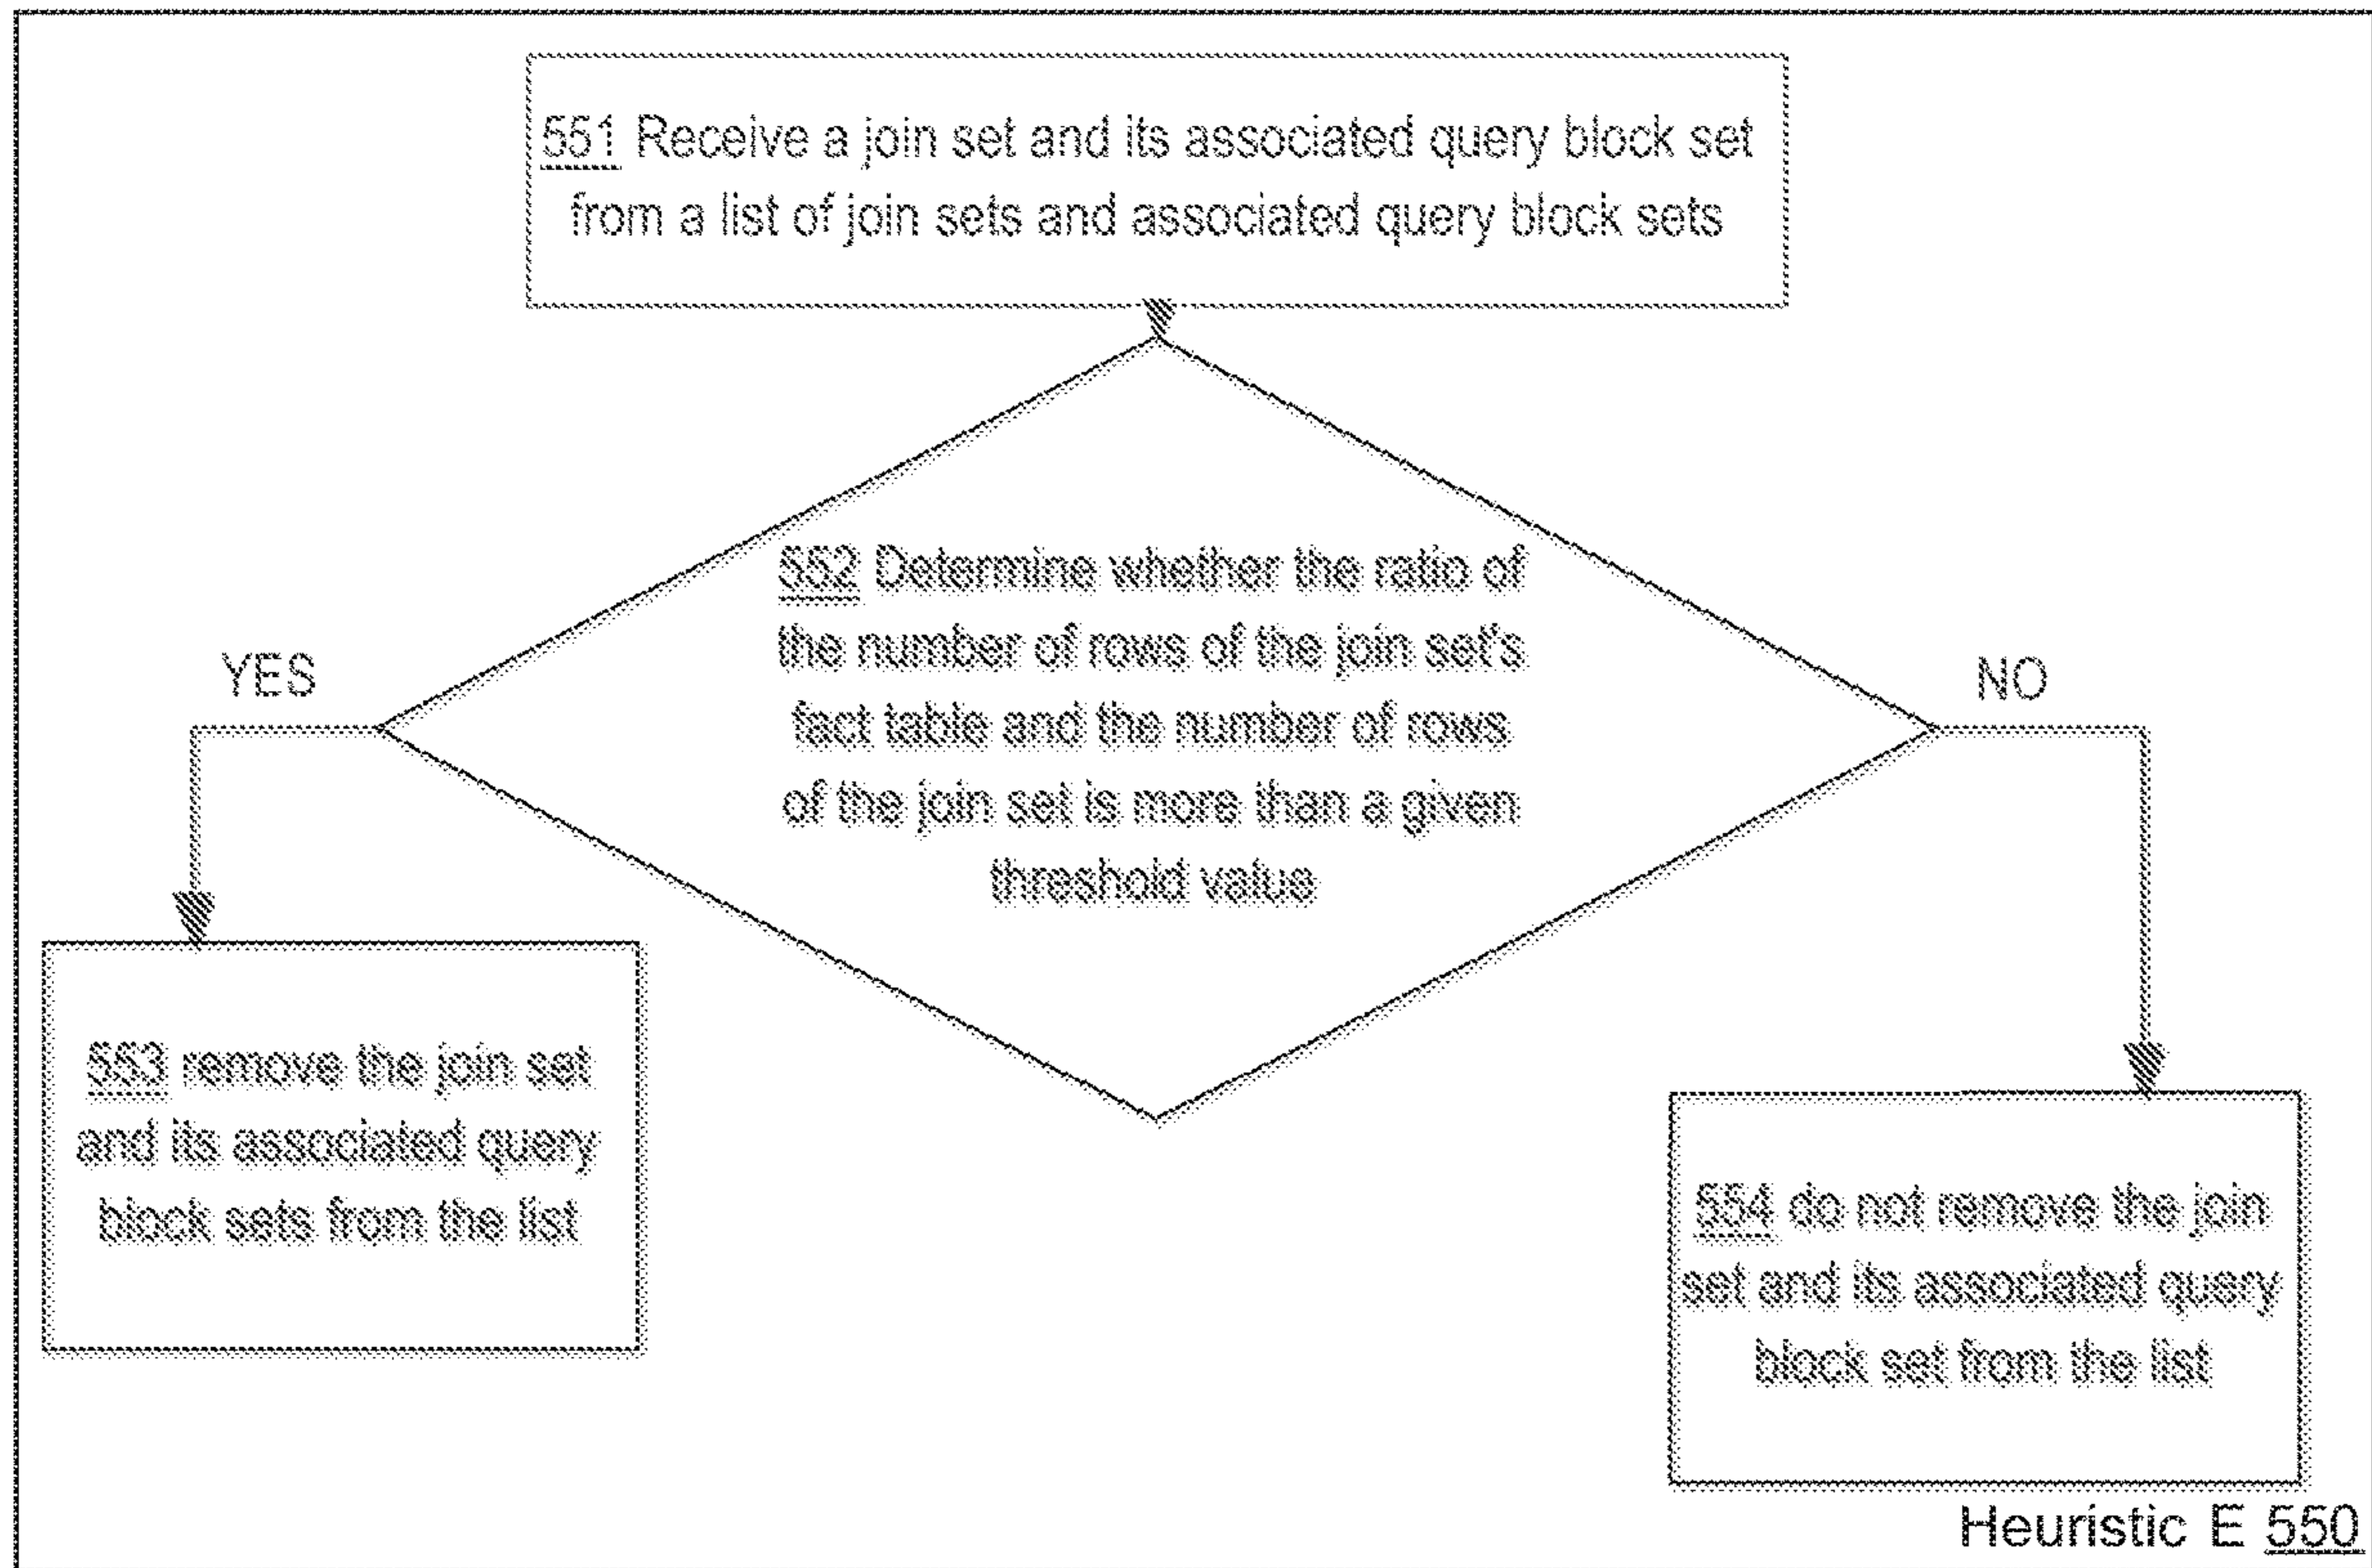 551 Receive a join set and its associated query block set
from a list of join sets and associated query block sets
552 Determine whether the ratio of
the number of rows of the join set's
fact table and the number of rows
of the join set is more than a given
threshold value
YES
NO
553 remove the join set
and its associated query
block sets from the list
554 do not remove the join
set and its associated query
block set from the list
Heuristic E 550